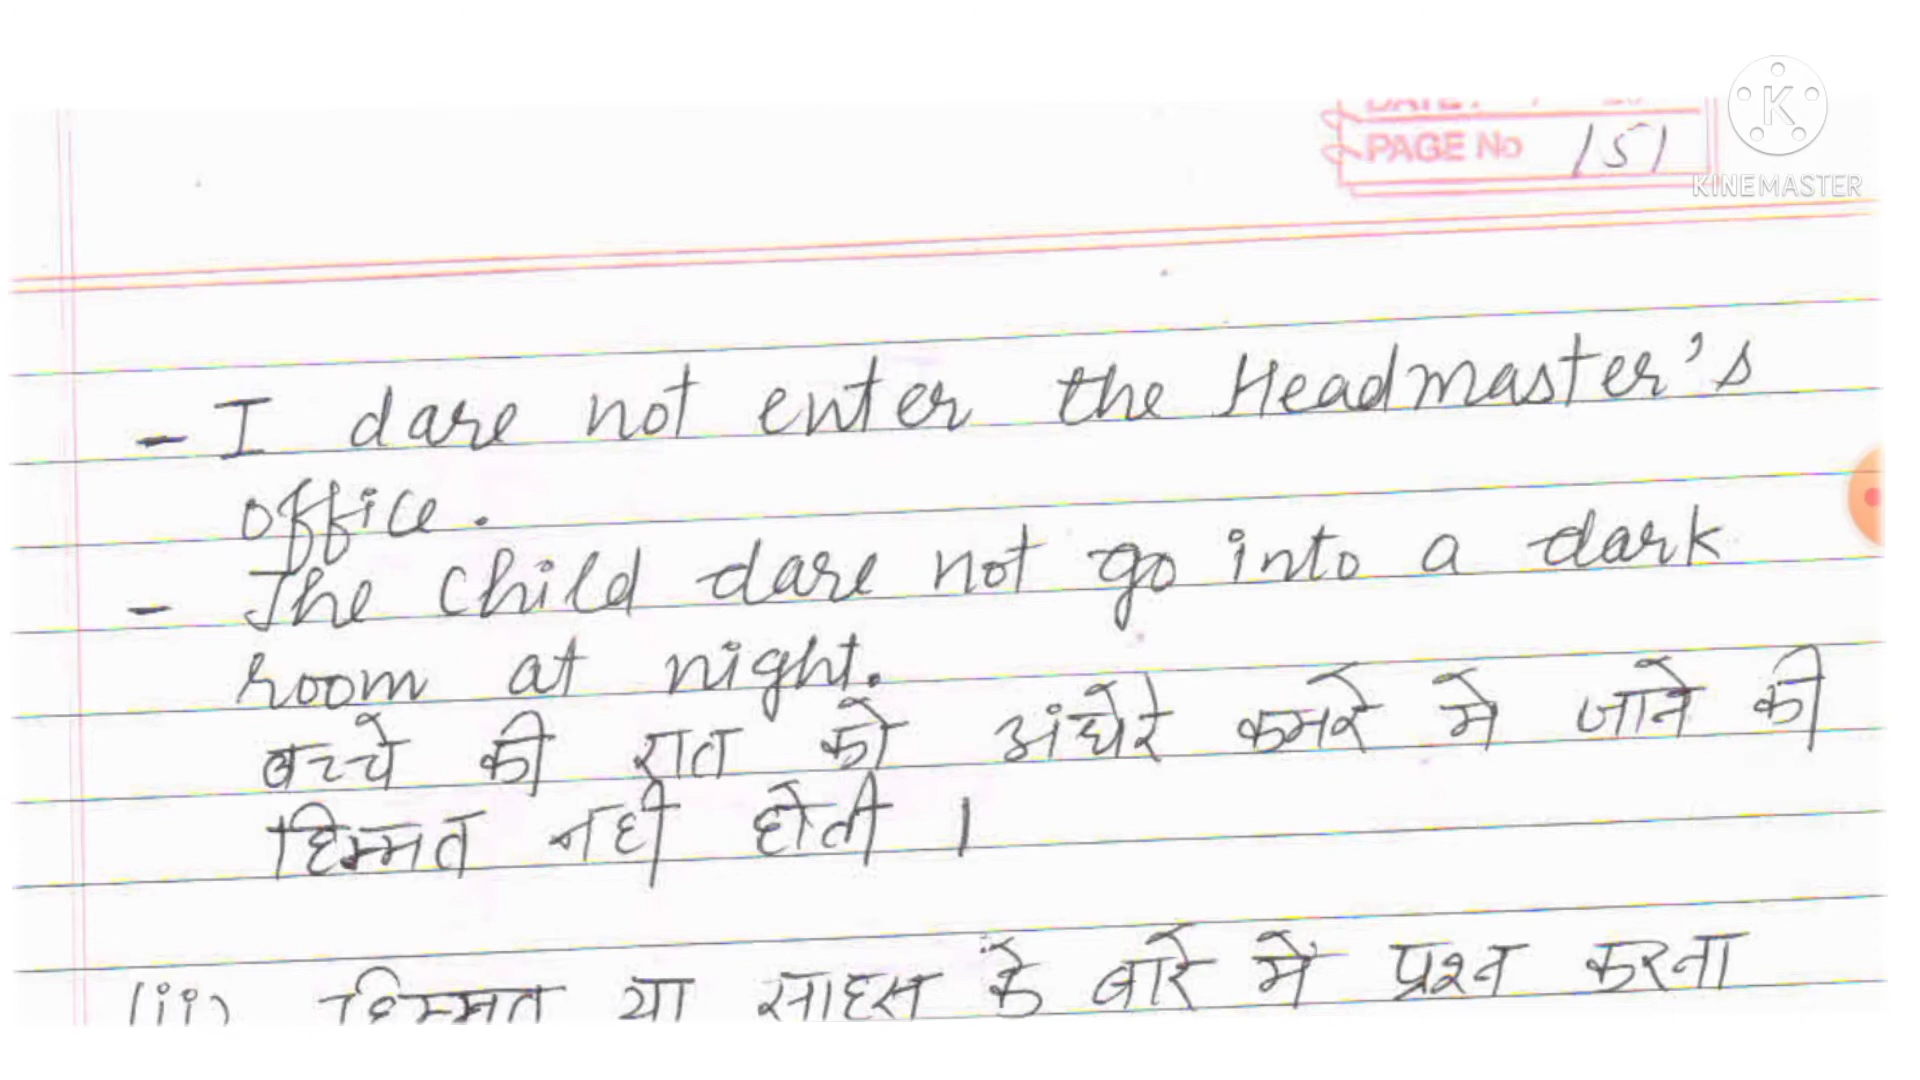 PAGE No 151
KINEMASTER
- I dare not enter the Headmaster's
office.
- The child dare not go into a dark
room at night.
बच्चे की रात को अंधेरे कमरे मे जाने की
हिम्मत नही होती ।
(ii) हिम्मत या साहस के बारे मे प्रश्न करना